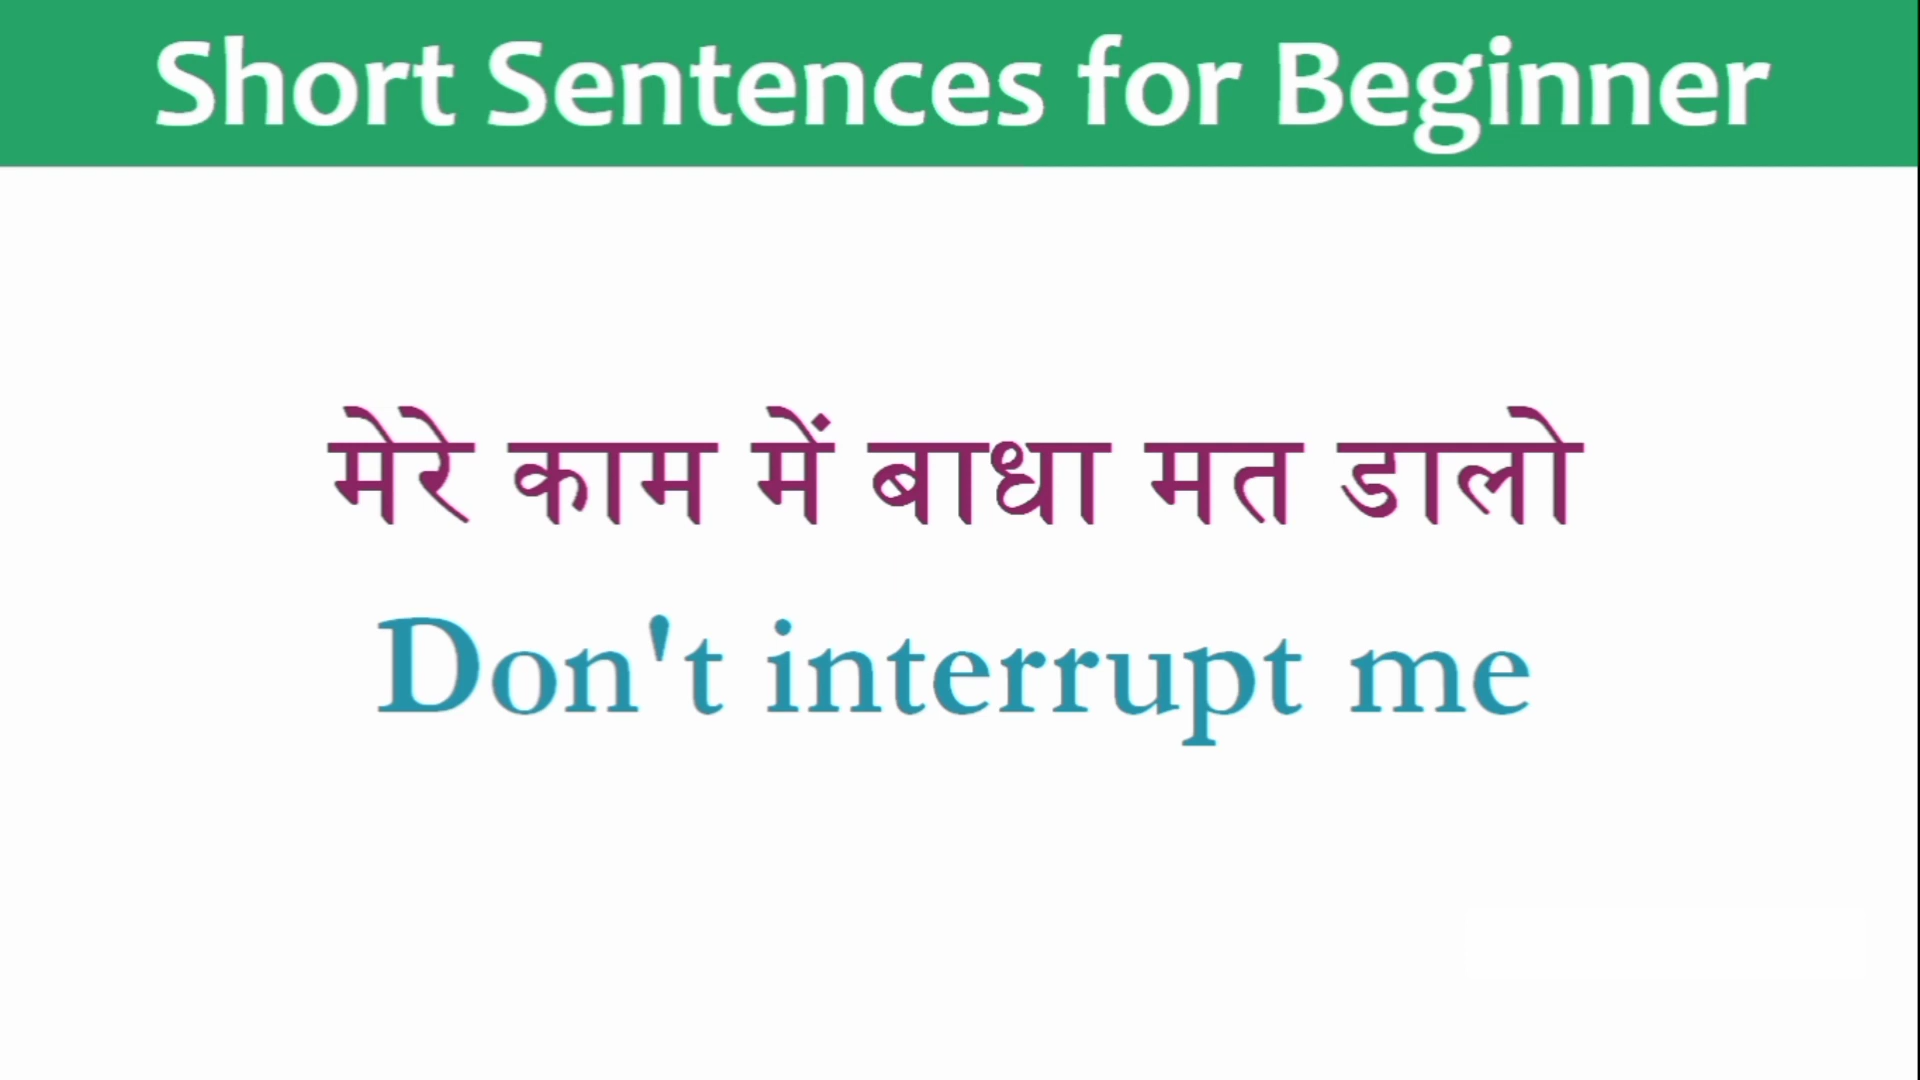 Short Sentences for Beginner
मेरे काम में बाधा मत डालो
Don't interrupt me